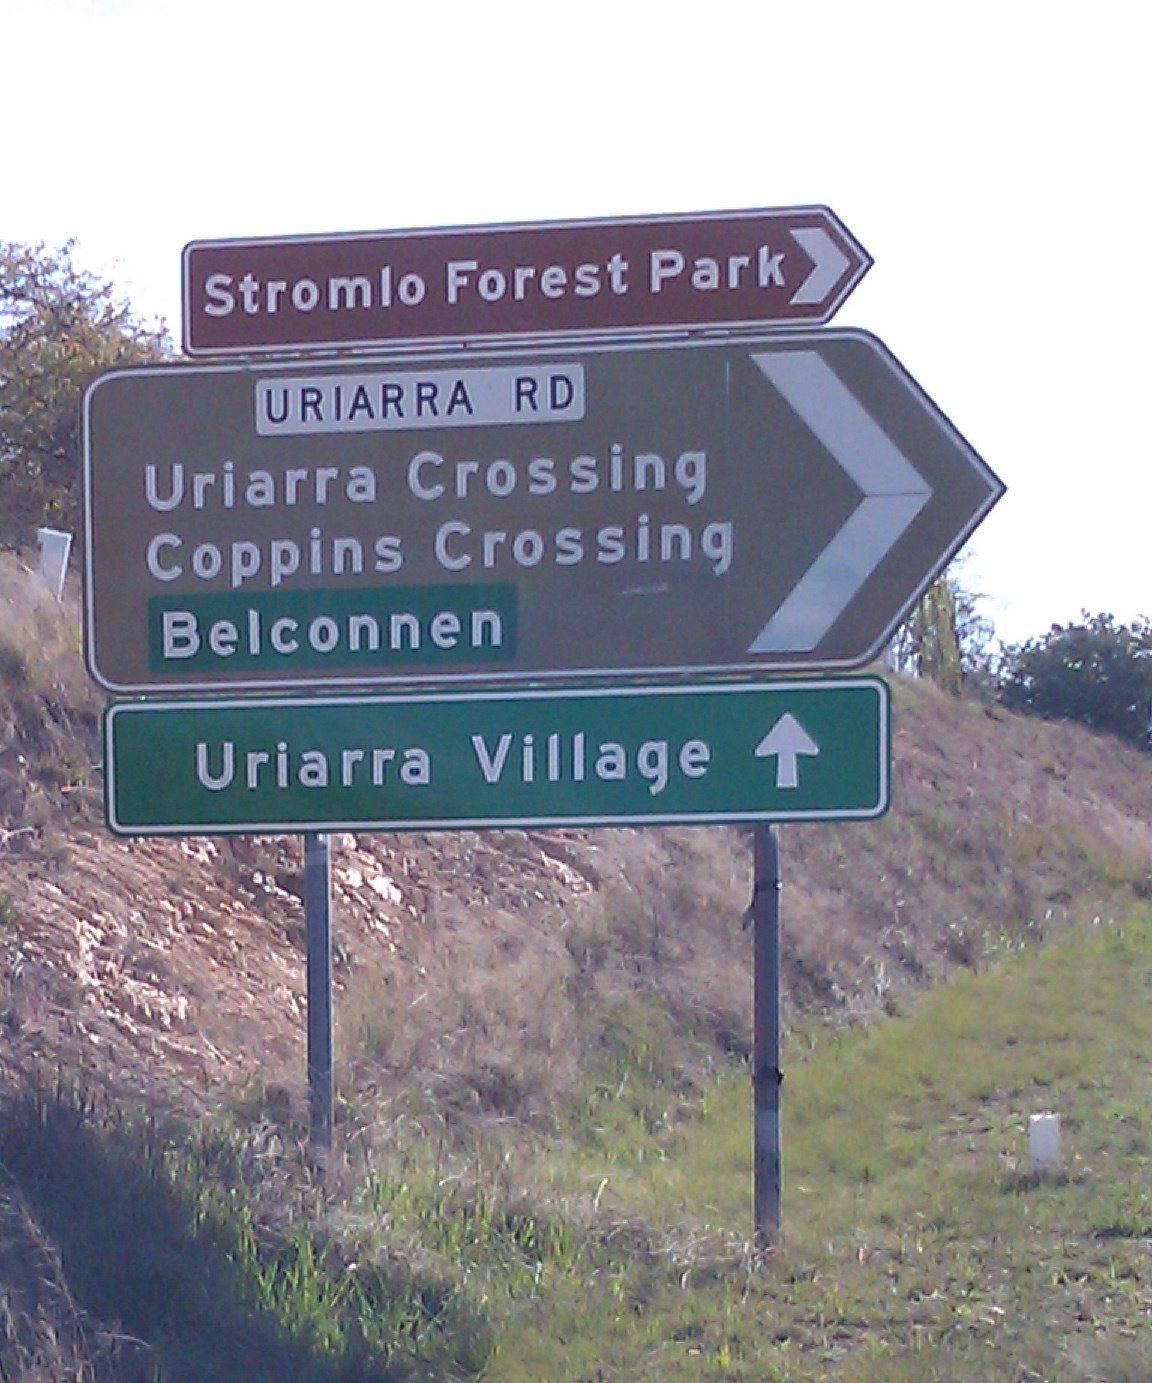 Stromlo Forest Park
URIARRA RD
Uriarra Crossing
Coppins Crossing
Belconnen
Uriarra Village